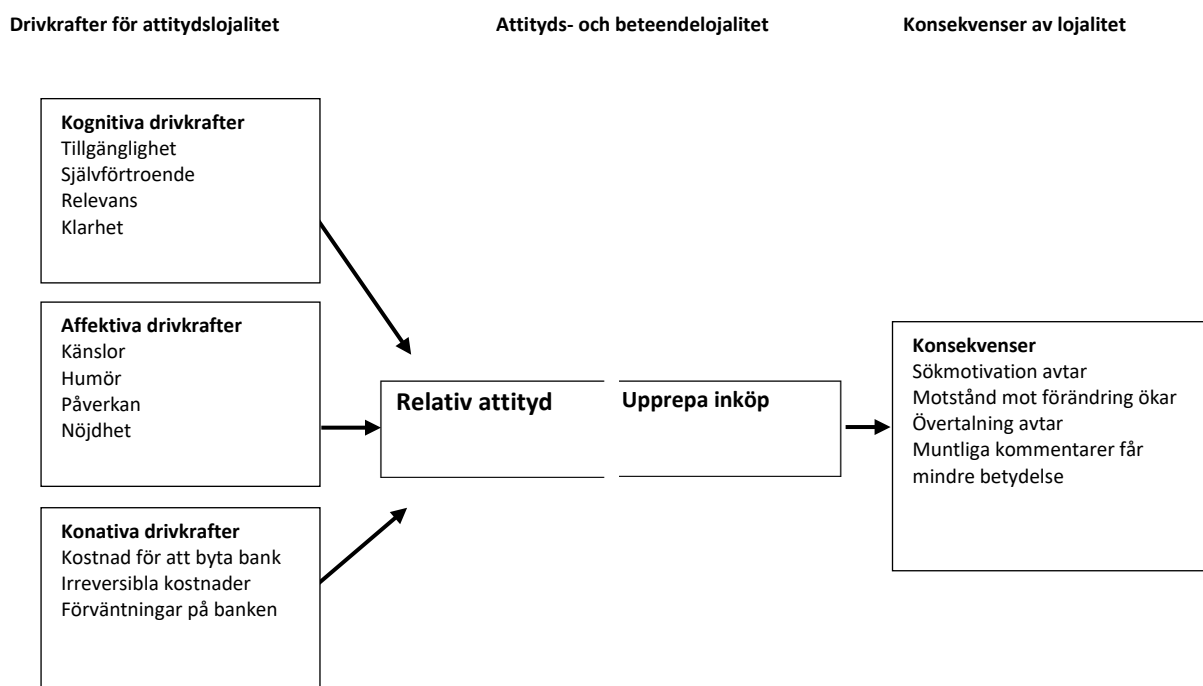 Drivkrafter för attitydslojalitet
Attityds- och beteendelojalitet
Konsekvenser av lojalitet
Kognitiva drivkrafter
Tillgänglighet
Självförtroende
Relevans
Klarhet
Affektiva drivkrafter
Känslor
Humör
Påverkan
Nöjdhet
Konativa drivkrafter
Kostnad för att byta bank
Irreversibla kostnader
Förväntningar på banken
Relativ attityd
Upprepa inköp
Konsekvenser
Sökmotivation avtar
Motstånd mot förändring ökar
Övertalning avtar
Muntliga kommentarer får
mindre betydelse